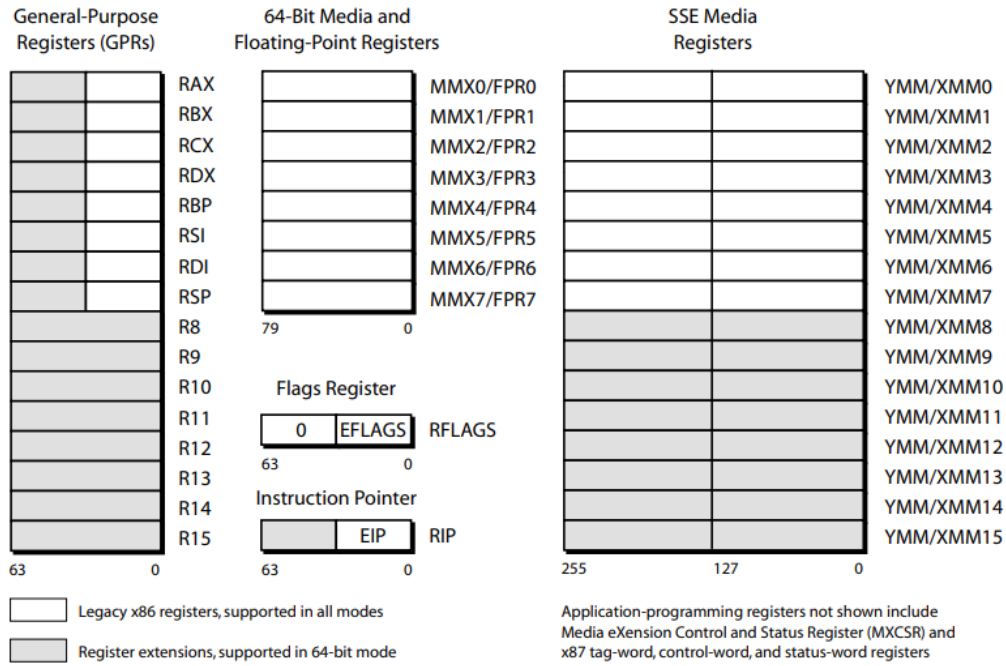 General-Purpose
Registers (GPRs)
64-Bit Media and
Floating-Point Registers
SSE Media
Registers
RAX
RBX
RCX
RDX
RBP
RSI
RDI
RSP
R8
R9
R10
R11
R12
R13
R14
R15
63 0
MMX0/FPR0
MMX1/FPR1
MMX2/FPR2
MMX3/FPR3
MMX4/FPR4
MMX5/FPR5
MMX6/FPR6
MMX7/FPR7
79 0
Flags Register
0 EFLAGS RFLAGS
63 0
Instruction Pointer
EIP RIP
63 0
YMM/XMM0
YMM/XMM1
YMM/XMM2
YMM/XMM3
YMM/XMM4
YMM/XMM5
YMM/XMM6
YMM/XMM7
YMM/XMM8
YMM/XMM9
YMM/XMM10
YMM/XMM11
YMM/XMM12
YMM/XMM13
YMM/XMM14
YMM/XMM15
255 127 0
Legacy x86 registers, supported in all modes
Register extensions, supported in 64-bit mode
Application-programming registers not shown include
Media eXension Control and Status Register (MXCSR) and
x87 tag-word, control-word, and status-word registers